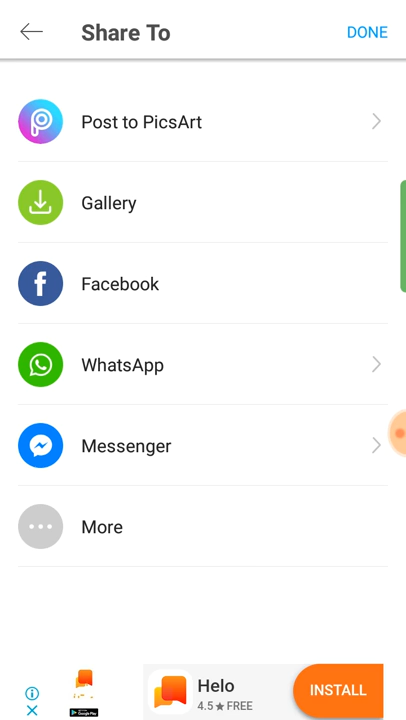 Share To
DONE
Post to PicsArt
Gallery
Facebook
WhatsApp
Messenger
More
Helo
4.5★FREE
INSTALL